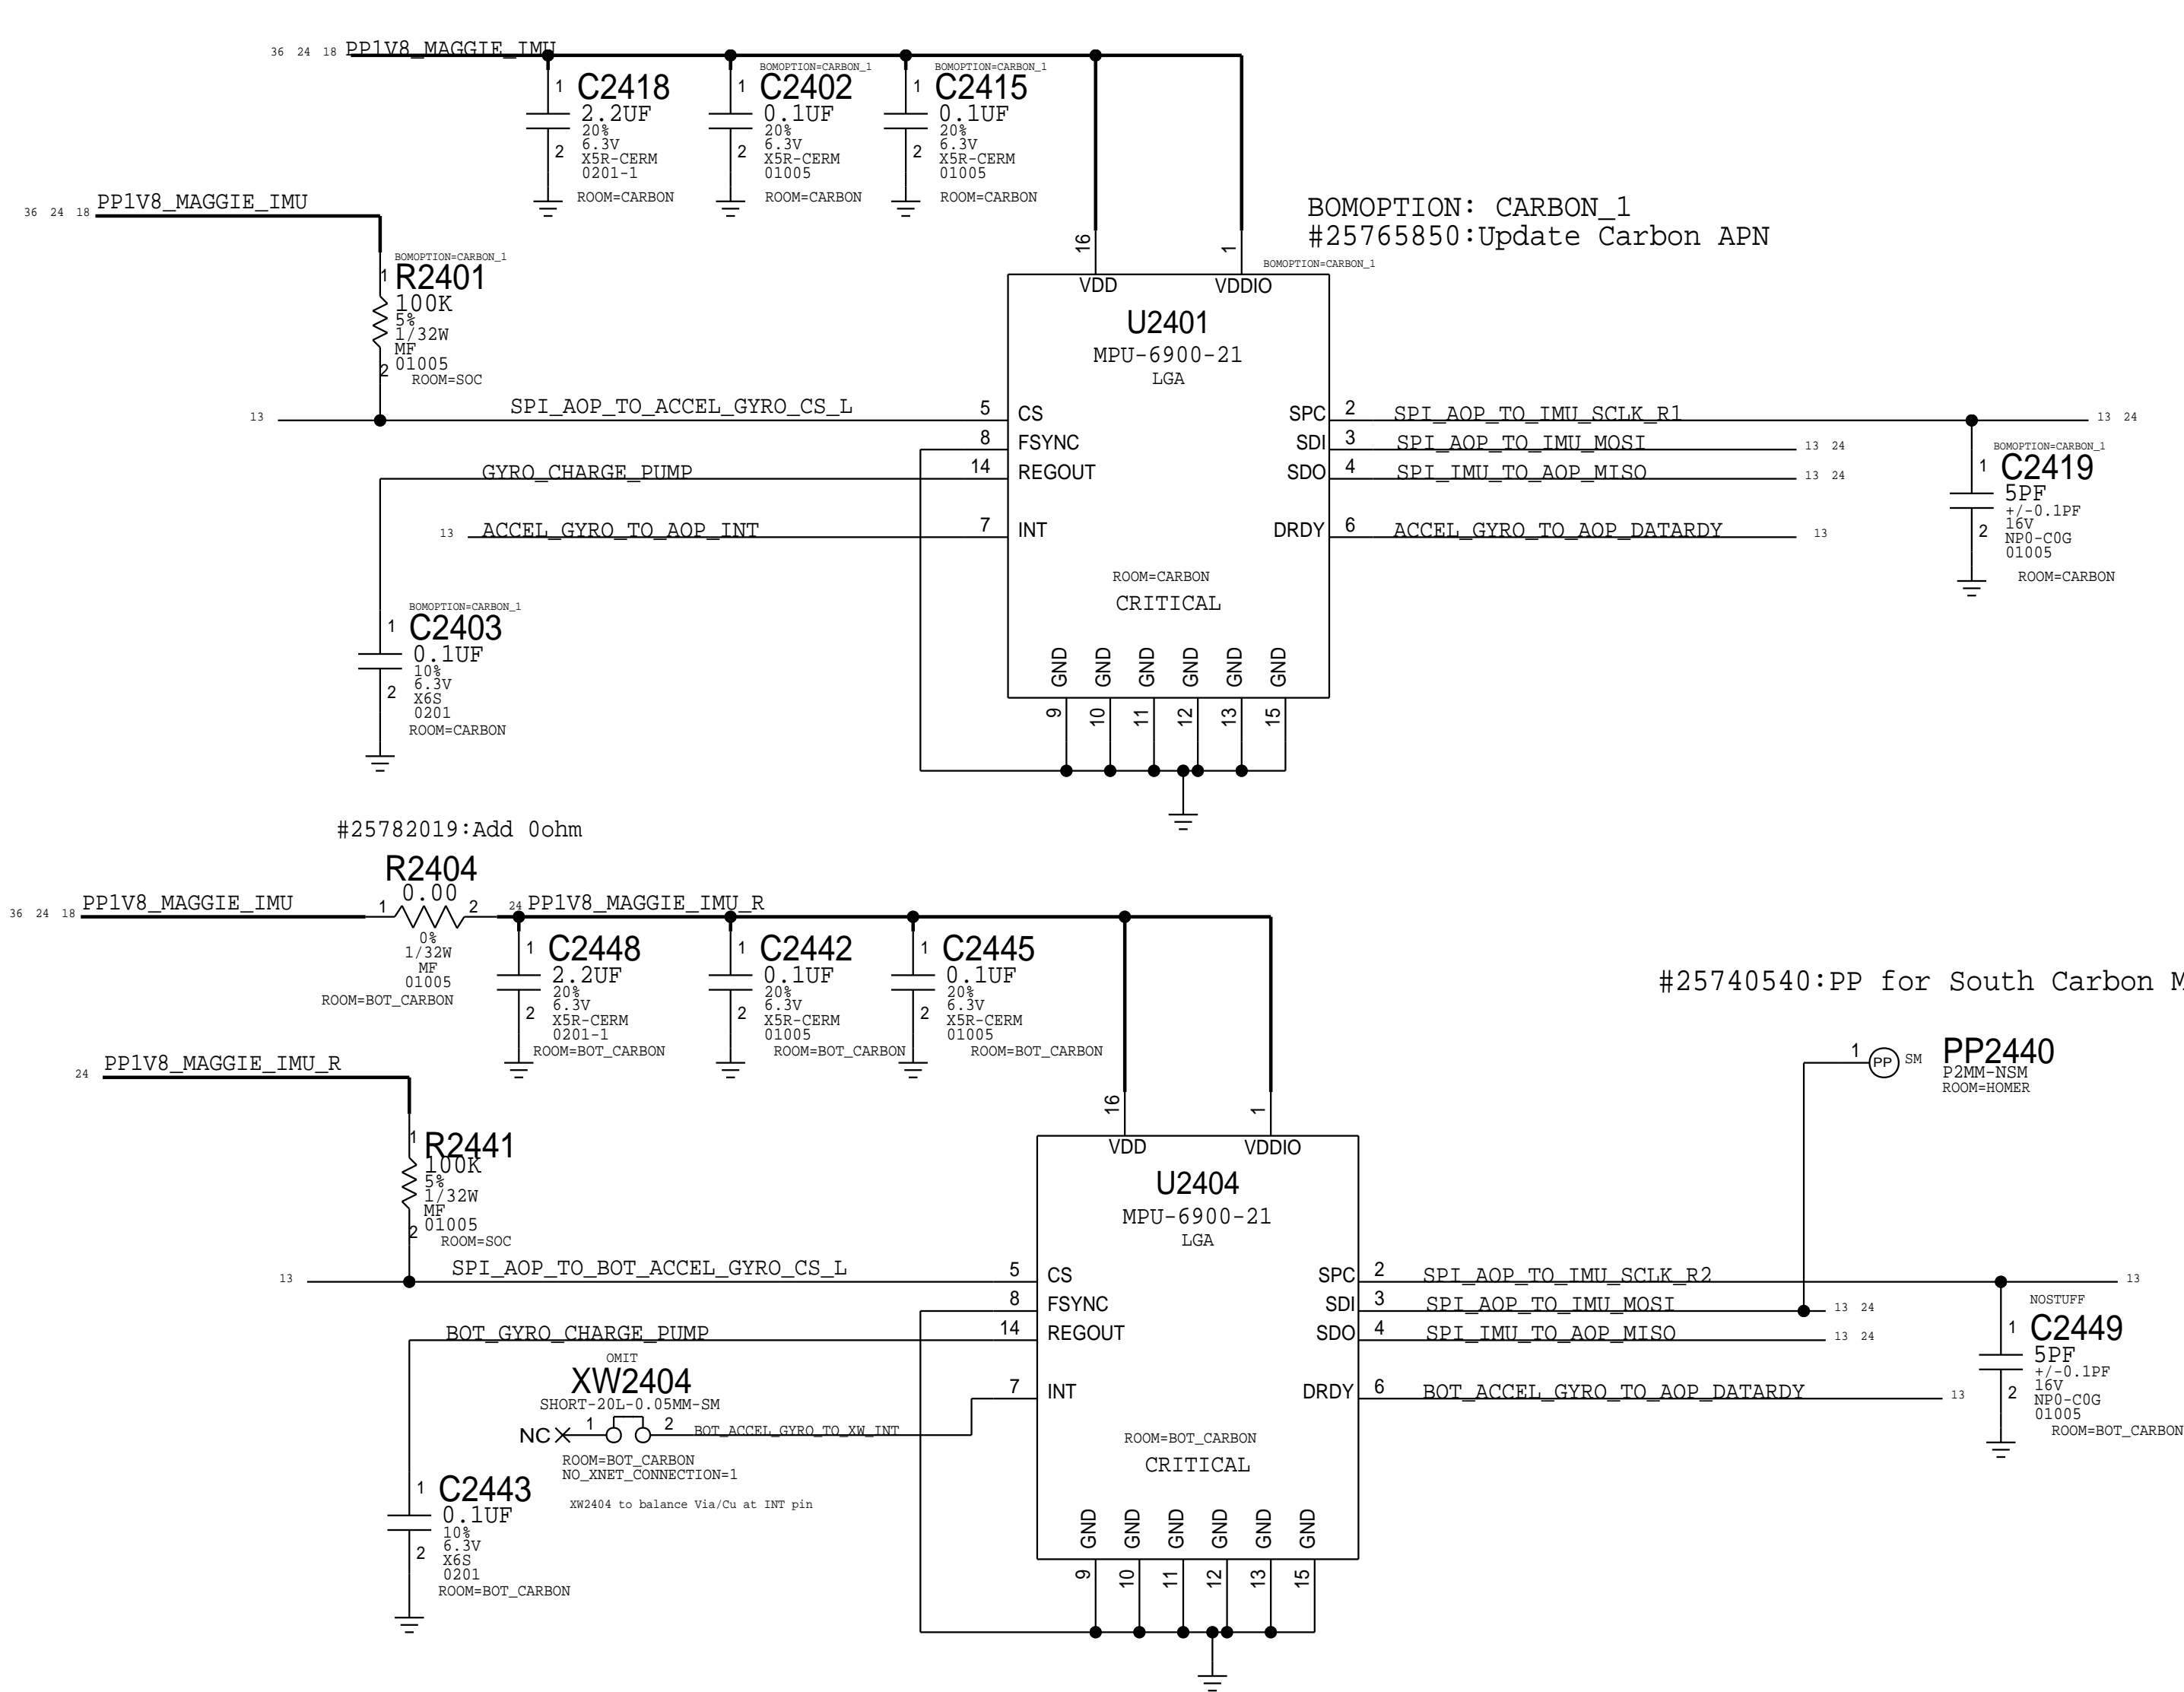 36 24 18 PP1V8_MAGGIE_IMU
BOMOPTION=CARBON_1
BOMOPTION=CARBON_1
1 C2418
2.2UF
20%
6.3V
2 X5R-CERM
0201-1
ROOM=CARBON
1 C2402
0.1UF
20%
6.3V
2 X5R-CERM
01005
ROOM=CARBON
1 C2415
0.1UF
20%
6.3V
2 X5R-CERM
01005
ROOM=CARBON
36 24 18 PP1V8_MAGGIE_IMU
BOMOPTION=CARBON_1
1 R2401
100K
5%
1/32W
MF
2 01005
ROOM=SOC
BOMOPTION: CARBON_1
#25765850:Update Carbon APN
BOMOPTION=CARBON_1
16 1
VDD VDDIO
U2401
MPU-6900-21
LGA
13 SPI_AOP_TO_ACCEL_GYRO_CS_L 5 CS
8 FSYNC
GYRO_CHARGE_PUMP 14 REGOUT
13 ACCEL_GYRO_TO_AOP_INT 7 INT
SPC 2 SPI_AOP_TO_IMU_SCLK_R1 13 24
SDI 3 SPI_AOP_TO_IMU_MOSI 13 24
SDO 4 SPI_IMU_TO_AOP_MISO 13 24
DRDY 6 ACCEL_GYRO_TO_AOP_DATARDY 13
ROOM=CARBON
CRITICAL
GND GND GND GND GND GND
9 10 11 12 13 15
BOMOPTION=CARBON_1
1 C2419
5PF
+/-0.1PF
16V
2 NP0-C0G
01005
ROOM=CARBON
BOMOPTION=CARBON_1
1 C2403
0.1UF
10%
6.3V
2 X6S
0201
ROOM=CARBON
#25782019:Add 0ohm
R2404
0.00
36 24 18 PP1V8_MAGGIE_IMU 1 2 24 PP1V8_MAGGIE_IMU_R
0%
1/32W
MF
01005
ROOM=BOT_CARBON
1 C2448
2.2UF
20%
6.3V
2 X5R-CERM
0201-1
ROOM=BOT_CARBON
1 C2442
0.1UF
20%
6.3V
2 X5R-CERM
01005
ROOM=BOT_CARBON
1 C2445
0.1UF
20%
6.3V
2 X5R-CERM
01005
ROOM=BOT_CARBON
#25740540:PP for South Carbon M
1 PP SM PP2440
P2MM-NSM
ROOM=HOMER
24 PP1V8_MAGGIE_IMU_R
1 R2441
100K
5%
1/32W
MF
2 01005
ROOM=SOC
16 1
VDD VDDIO
U2404
MPU-6900-21
LGA
13 SPI_AOP_TO_BOT_ACCEL_GYRO_CS_L 5 CS
8 FSYNC
BOT_GYRO_CHARGE_PUMP 14 REGOUT
7 INT
SPC 2 SPI_AOP_TO_IMU_SCLK_R2 13
SDI 3 SPI_AOP_TO_IMU_MOSI 13 24
SDO 4 SPI_IMU_TO_AOP_MISO 13 24
DRDY 6 BOT_ACCEL_GYRO_TO_AOP_DATARDY 13
OMIT
XW2404
SHORT-20L-0.05MM-SM
NC 1 2 BOT_ACCEL_GYRO_TO_XW_INT
ROOM=BOT_CARBON
NO_XNET_CONNECTION=1
XW2404 to balance Via/Cu at INT pin
ROOM=BOT_CARBON
CRITICAL
GND GND GND GND GND GND
9 10 11 12 13 15
NOSTUFF
1 C2449
5PF
+/-0.1PF
16V
2 NP0-C0G
01005
ROOM=BOT_CARBON
1 C2443
0.1UF
10%
6.3V
2 X6S
0201
ROOM=BOT_CARBON